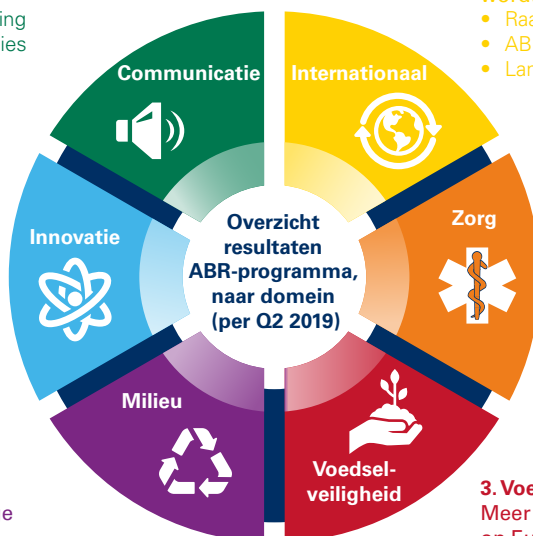 Communicatie
Internationaal
Zorg
Voedsel-
veiligheid
Milieu
Innovatie
Overzicht
resultaten
ABR-programma,
naar domein
(per Q2 2019)
3. Voe
Meer